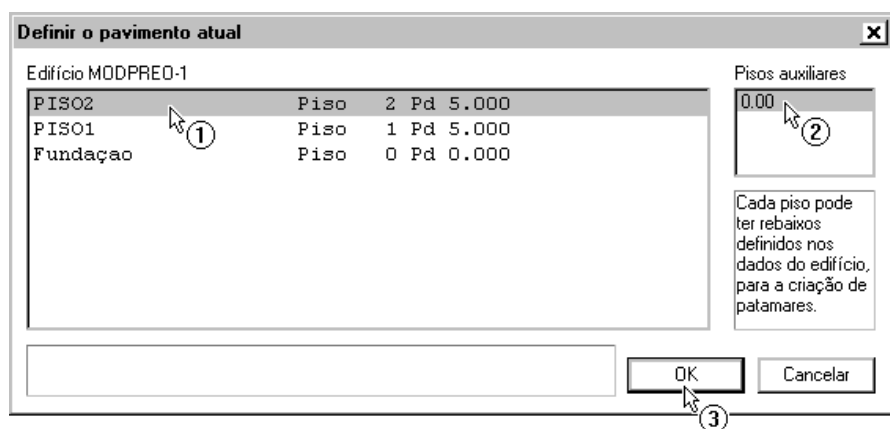 Definir o pavimento atual
Edifício MODPREO-1
Pisos auxiliares
PISO2 Piso 2 Pd 5.000
PISO1 Piso 1 Pd 5.000
Fundaçao Piso 0 Pd 0.000
1
0.00
2
Cada piso pode
ter rebaixos
definidos nos
dados do edifício,
para a criação de
patamares.
OK
Cancelar
3